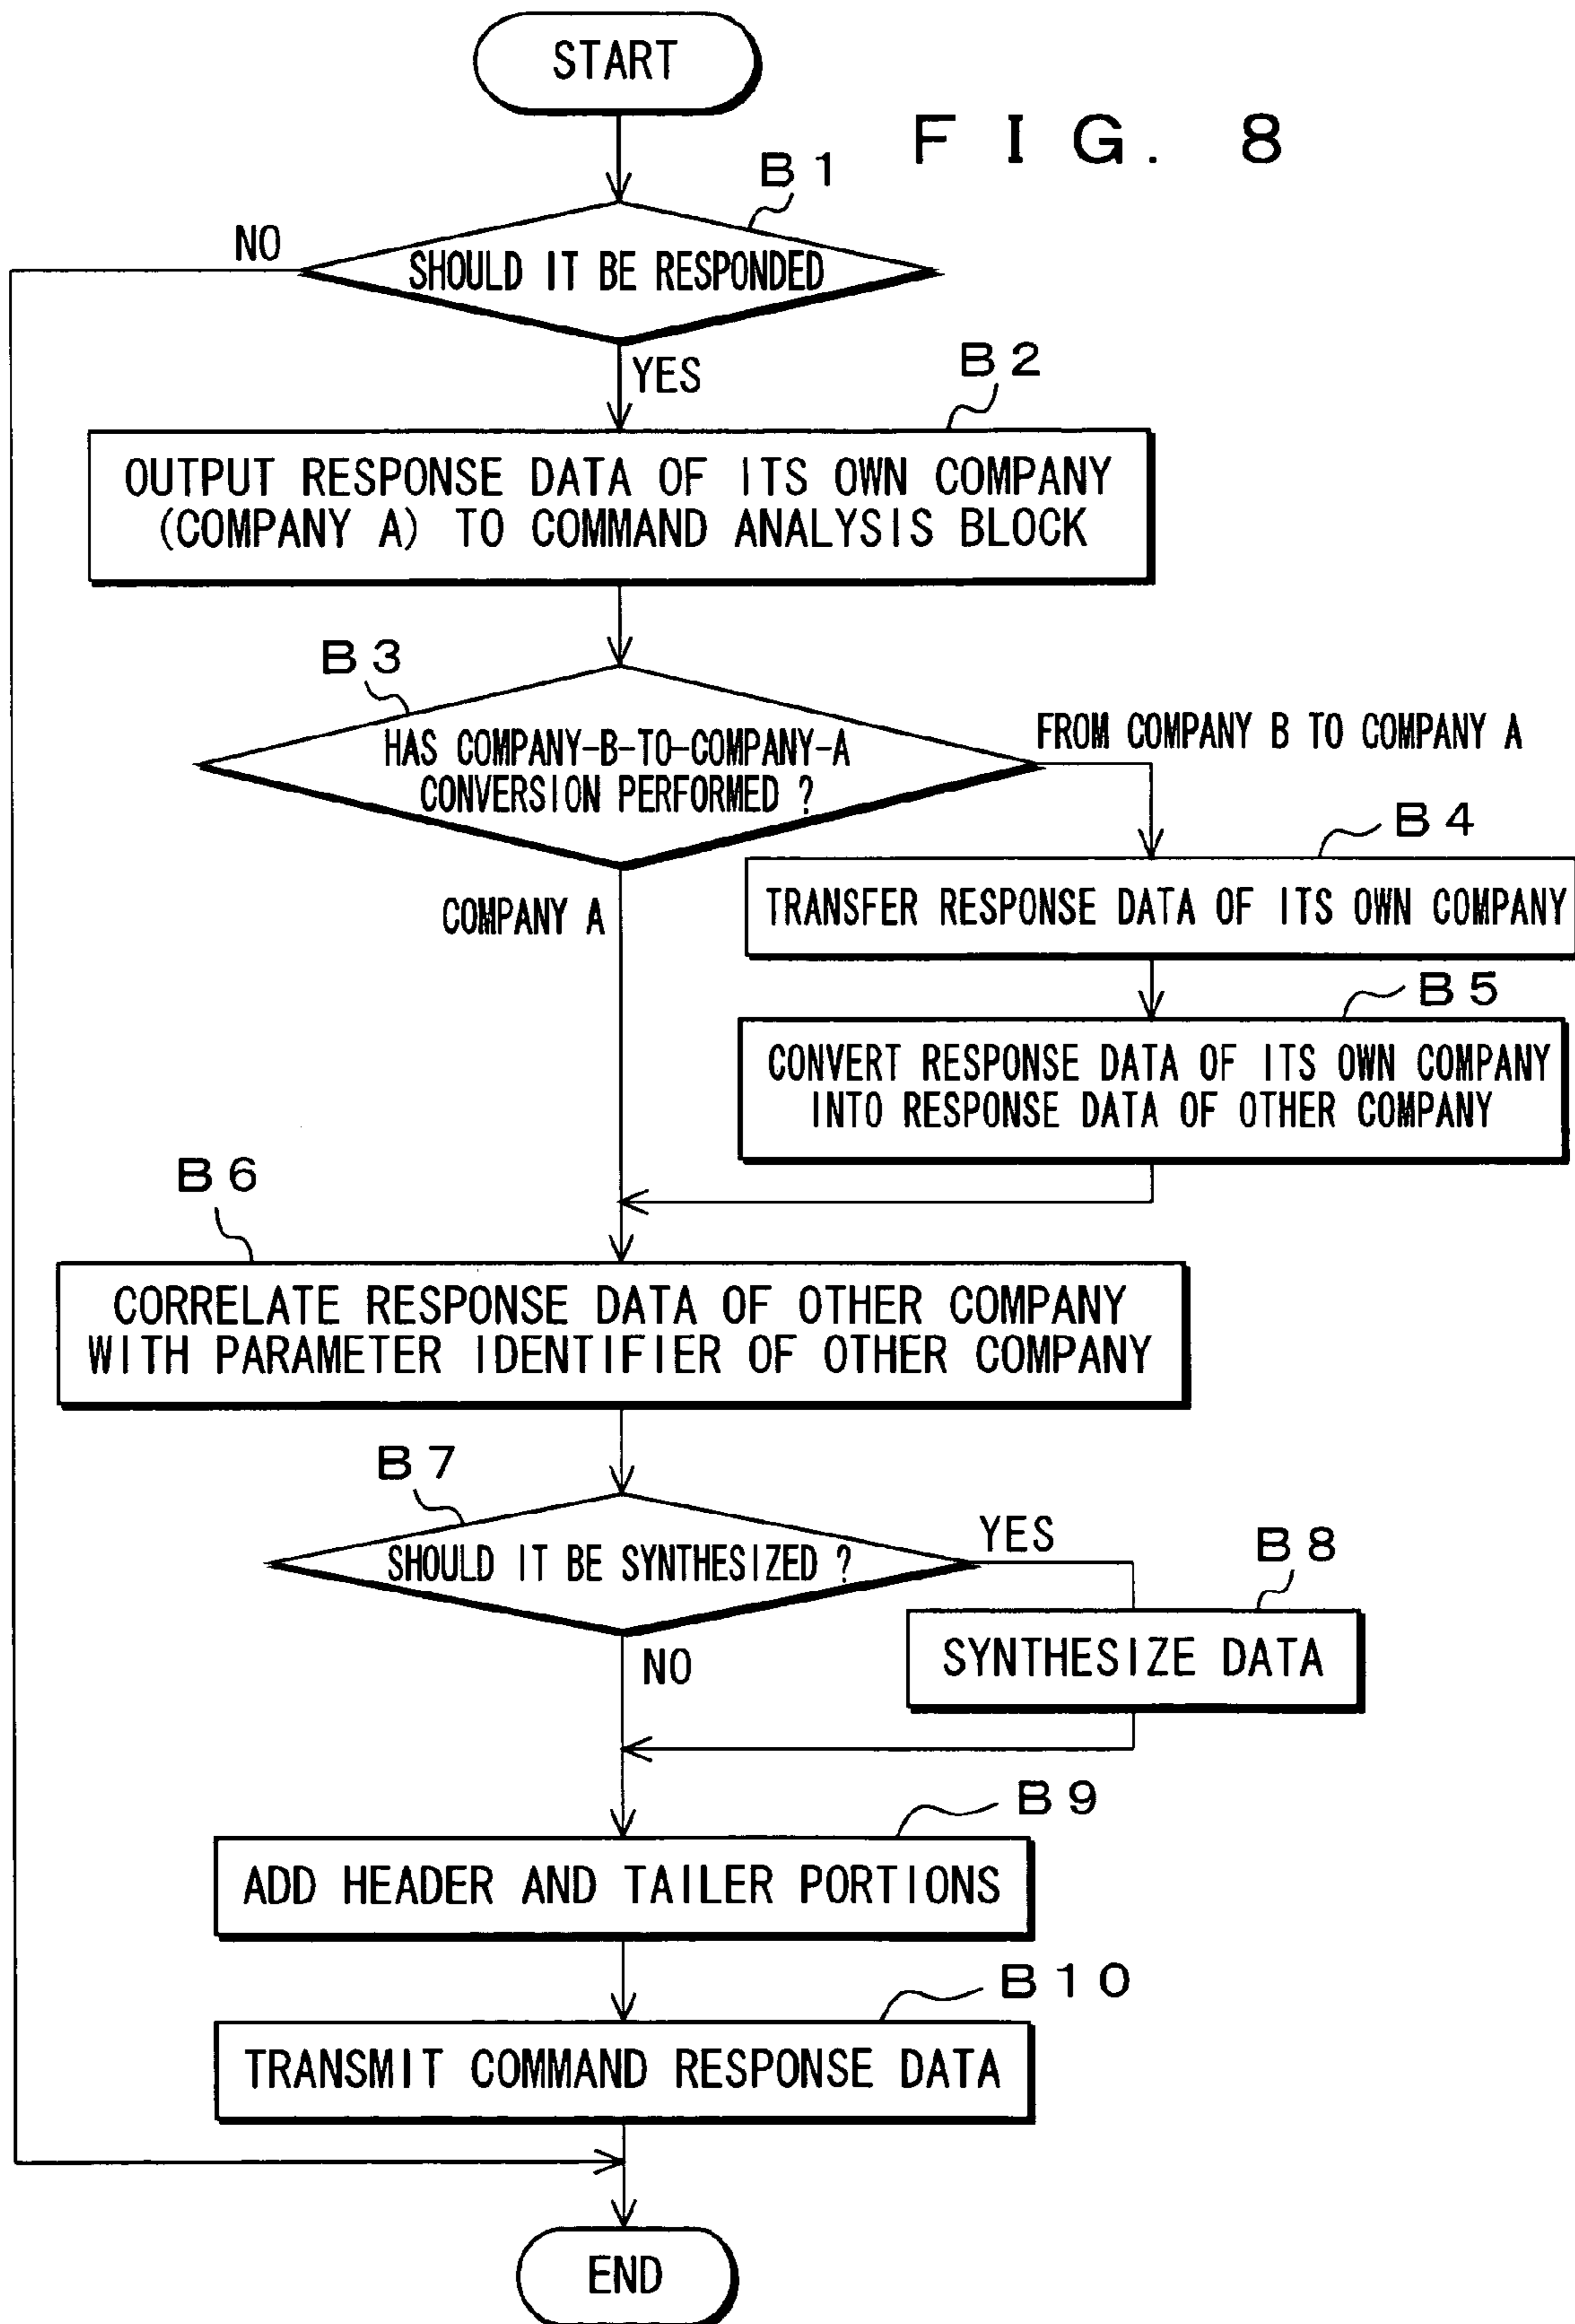 START
F I G. 8
B1
NO
SHOULD IT BE RESPONDED
YES
B2
OUTPUT RESPONSE DATA OF ITS OWN COMPANY
(COMPANY A) TO COMMAND ANALYSIS BLOCK
B3
HAS COMPANY-B-TO-COMPANY-A
CONVERSION PERFORMED ?
FROM COMPANY B TO COMPANY A
B4
COMPANY A
TRANSFER RESPONSE DATA OF ITS OWN COMPANY
B5
CONVERT RESPONSE DATA OF ITS OWN COMPANY
INTO RESPONSE DATA OF OTHER COMPANY
B6
CORRELATE RESPONSE DATA OF OTHER COMPANY
WITH PARAMETER IDENTIFIER OF OTHER COMPANY
B7
SHOULD IT BE SYNTHESIZED ?
YES
B8
NO
SYNTHESIZE DATA
B9
ADD HEADER AND TAILER PORTIONS
B10
TRANSMIT COMMAND RESPONSE DATA
END